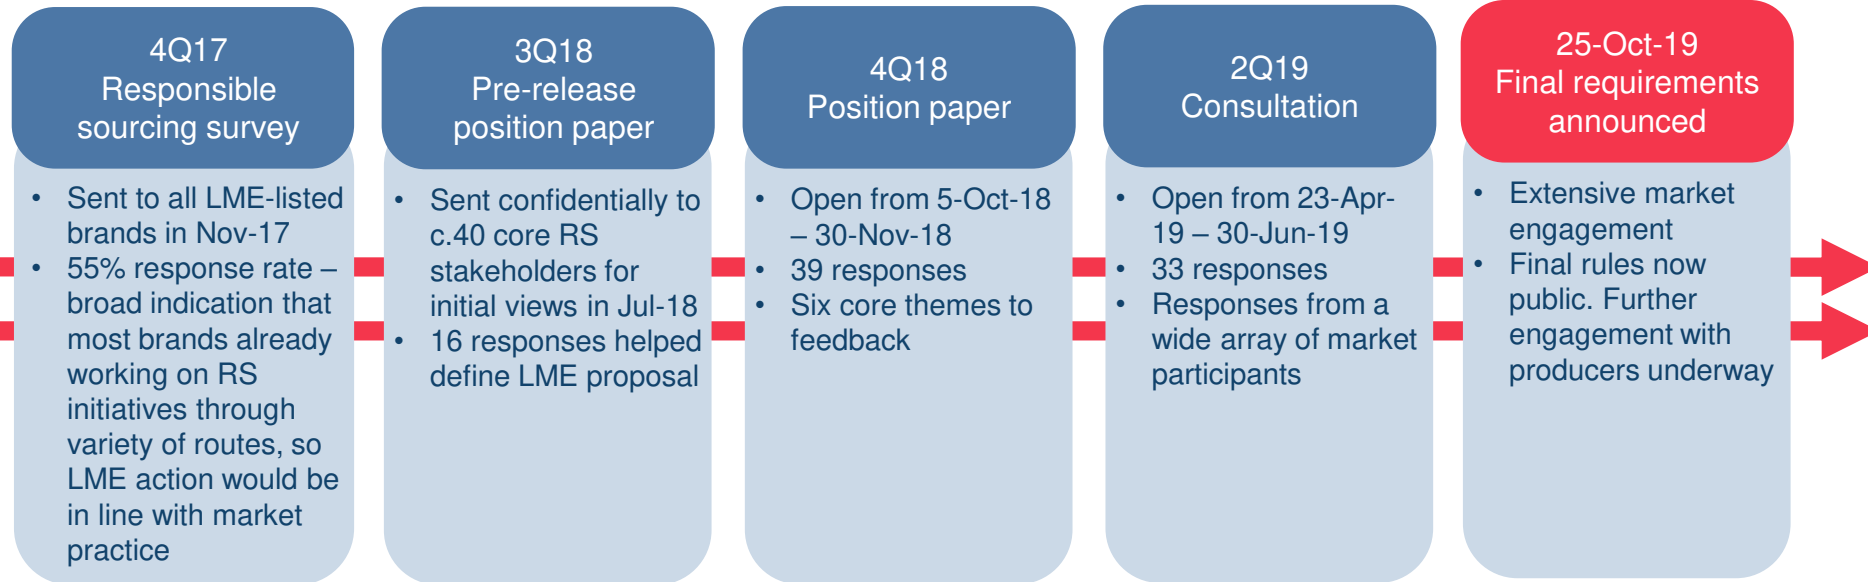 4Q17
Responsible
sourcing survey
• Sent to all LME-listed
brands in Nov-17
• 55% response rate –
broad indication that
most brands already
working on RS
initiatives through
variety of routes, so
LME action would be
in line with market
practice
3Q18
Pre-release
position paper
• Sent confidentially to
c.40 core RS
stakeholders for
initial views in Jul-18
• 16 responses helped
define LME proposal
4Q18
Position paper
• Open from 5-Oct-18
– 30-Nov-18
• 39 responses
• Six core themes to
feedback
2Q19
Consultation
• Open from 23-Apr-
19 – 30-Jun-19
• 33 responses
• Responses from a
wide array of market
participants
25-Oct-19
Final requirements
announced
• Extensive market
engagement
• Final rules now
public. Further
engagement with
producers underway